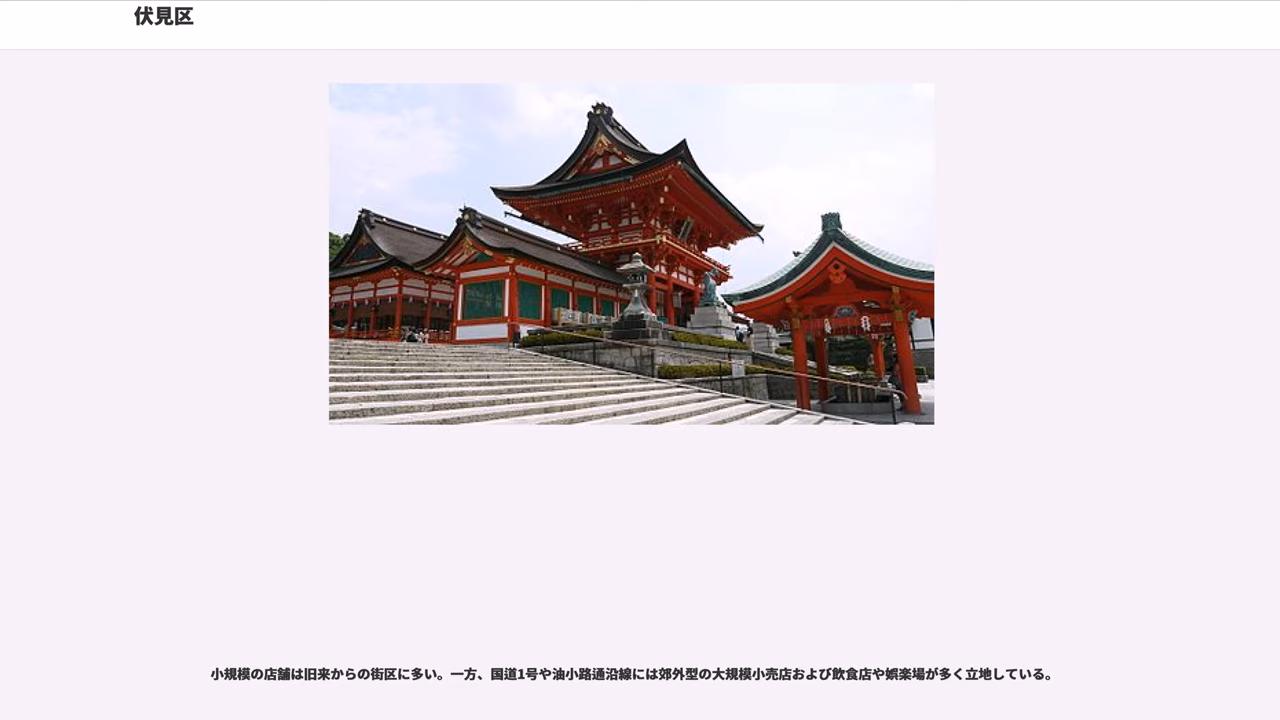 伏見区
小規模の店舗は旧来からの街区に多い。一方、国道1号や油小路通沿線には郊外型の大規模小売店および飲食店や娯楽場が多く立地している。